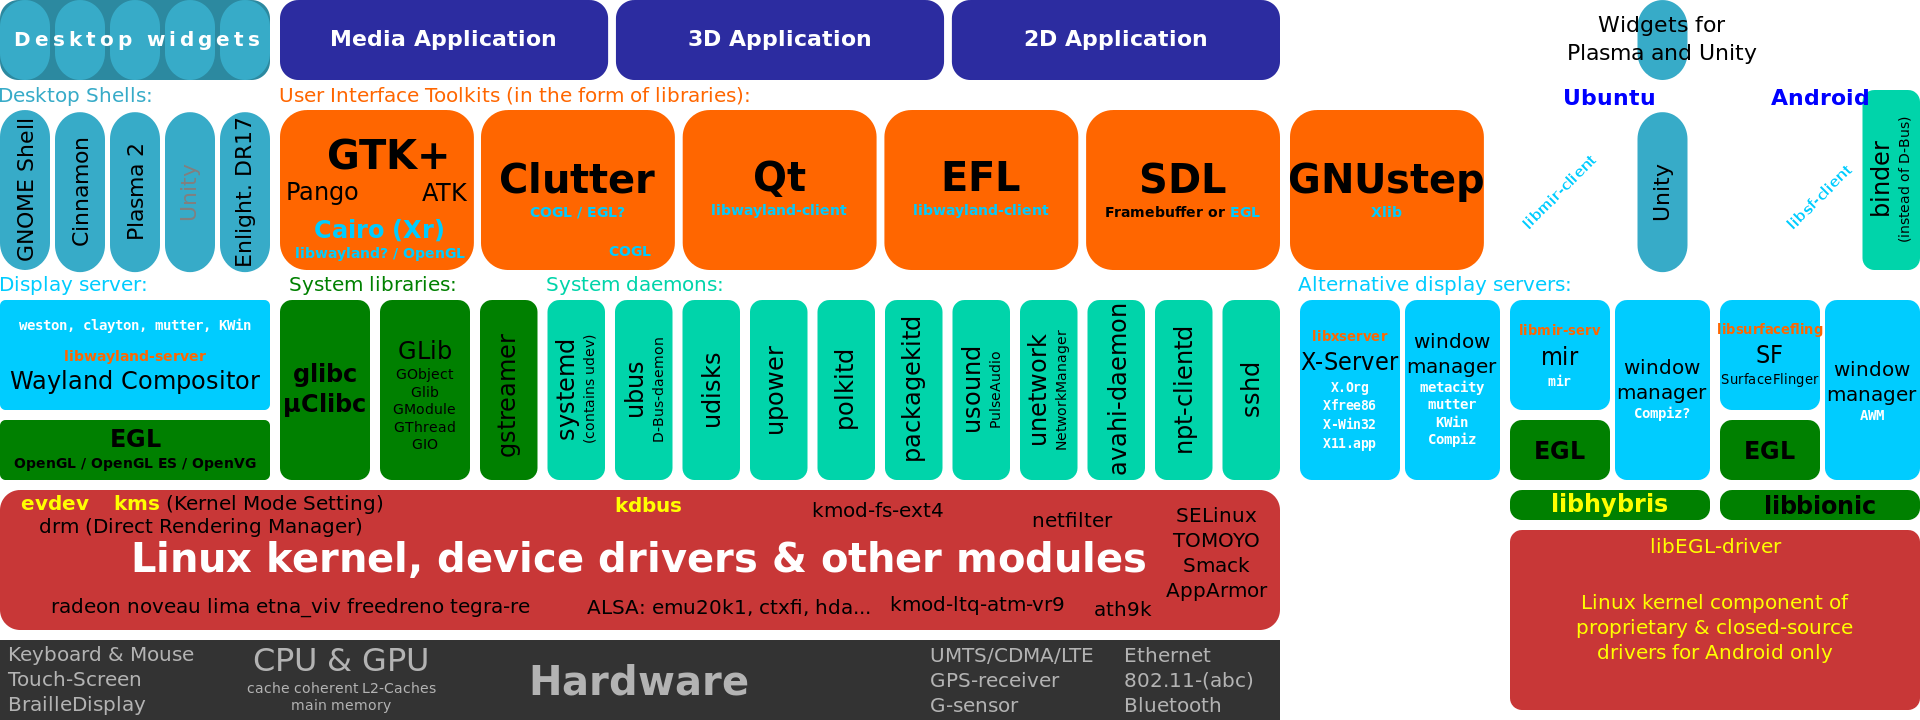 Desktop widgets
Media Application
3D Application
2D Application
Widgets for
Plasma and Unity
Desktop Shells:
User Interface Toolkits (in the form of libraries):
Ubuntu
Android
GNOME Shell
Cinnamon
Plasma 2
Unity
Enlight. DR17
GTK+
Pango
ATK
Cairo (Xr)
libwayland? / OpenGL
Clutter
COGL / EGL?
COGL
Qt
libwayland-client
EFL
libwayland-client
SDL
Framebuffer or EGL
GNUstep
Xlib
libmir-client
Unity
libsf-client
binder
(instead of D-Bus)
Display server:
System libraries:
System daemons:
Alternative display servers:
weston, clayton, mutter, KWin
libwayland-server
Wayland Compositor
EGL
OpenGL / OpenGL ES / OpenVG
glibc
µClibc
GLib
GObject
Glib
GModule
GThread
GIO
gstreamer
systemd
(contains udev)
ubus
D-Bus-daemon
udisks
upower
polkitd
packagekitd
usound
PulseAudio
unetwork
NetworkManager
avahi-daemon
npt-clientd
sshd
libxserver
X-Server
X.Org
Xfree86
X-Win32
X11.app
window
manager
metacity
mutter
KWin
Compiz
libmir-serv
mir
mir
EGL
window
manager
Compiz?
libsurfacefling
SF
SurfaceFlinger
EGL
window
manager
AWM
libhybris
libbionic
evdev
kms (Kernel Mode Setting)
drm (Direct Rendering Manager)
kdbus
kmod-fs-ext4
netfilter
SELinux
TOMOYO
Smack
AppArmor
Linux kernel, device drivers & other modules
radeon noveau lima etna_viv freedreno tegra-re
ALSA: emu20k1, ctxfi, hda...
kmod-ltq-atm-vr9
ath9k
libEGL-driver
Linux kernel component of
proprietary & closed-source
drivers for Android only
Keyboard & Mouse
Touch-Screen
BrailleDisplay
CPU & GPU
cache coherent L2-Caches
main memory
Hardware
UMTS/CDMA/LTE
GPS-receiver
G-sensor
Ethernet
802.11-(abc)
Bluetooth